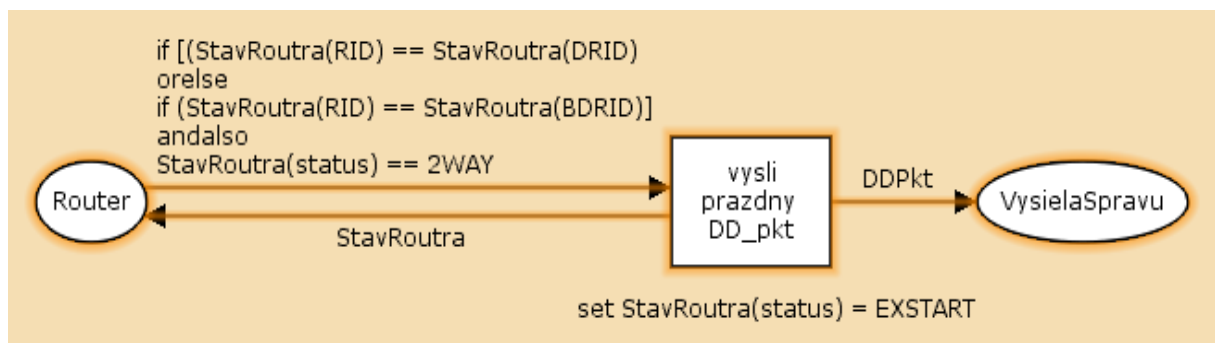 if [(StavRoutra(RID) == StavRoutra(DRID)
orelse
if (StavRoutra(RID) == StavRoutra(BDRID)]
andalso
StavRoutra(status) == 2WAY
Router
vysli
prazdny
DD_pkt
DDPkt
VysielaSpravu
StavRoutra
set StavRoutra(status) = EXSTART